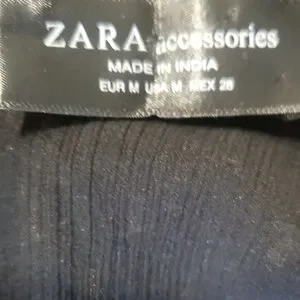 ZARA accessories
MADE IN INDIA
EUR M USA M MEX 28